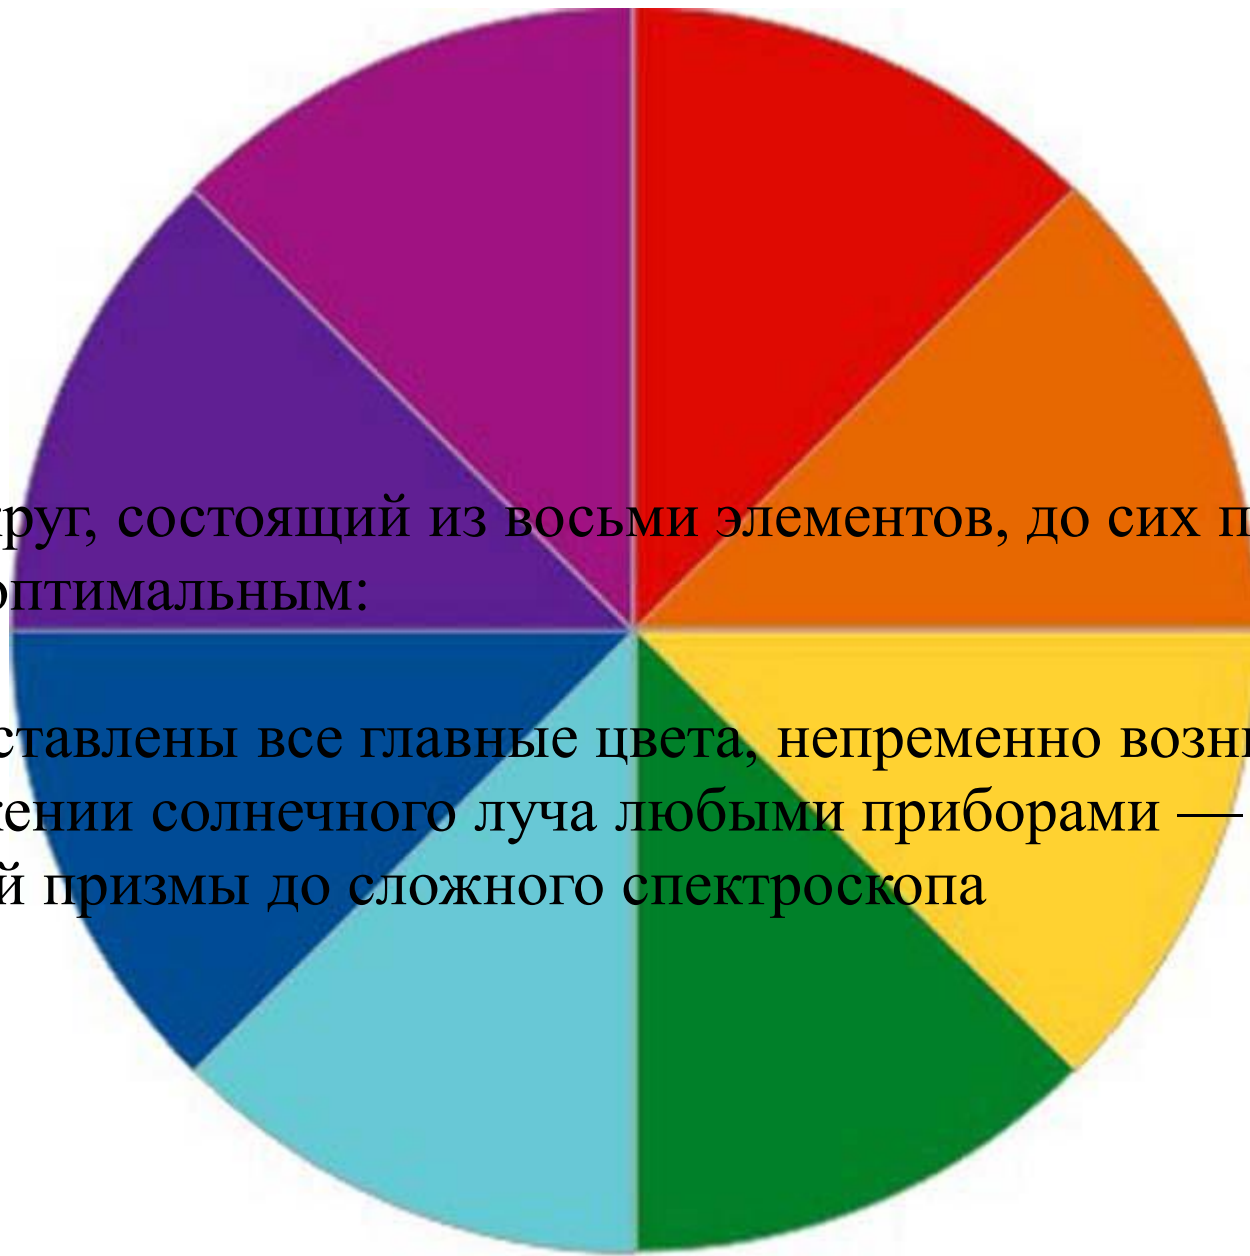 руг, состоящий из восьми элементов, до сих п
оптимальным:
ставлены все главные цвета, непременно возн
ении солнечного луча любыми приборами —
й призмы до сложного спектроскопа